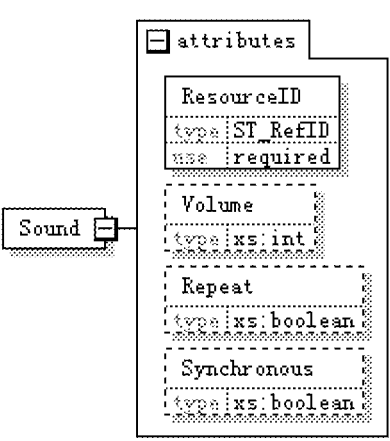 attributes
ResourceID
type ST_RefID
use required
Sound
Volume
type xs:int
Repeat
type xs:boolean
Synchronous
type xs:boolean